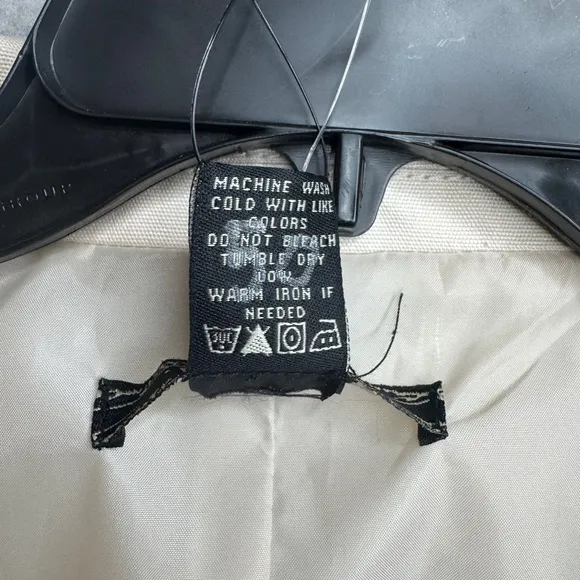 MACHINE WASH
COLD WITH LIKE
COLORS
DO NOT BLEACH
TUMBLE DRY
LOW
WARM IRON IF
NEEDED